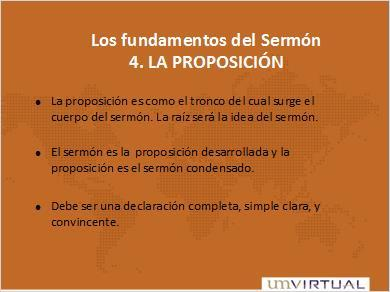 Los fundamentos del Sermón
4. LA PROPOSICIÓN
• La proposición es como el tronco del cual surge el
cuerpo del sermón. La raíz será la idea del sermón.
• El sermón es la proposición desarrollada y la
proposición es el sermón condensado.
• Debe ser una declaración completa, simple clara, y
convincente.
umVIRTUAL